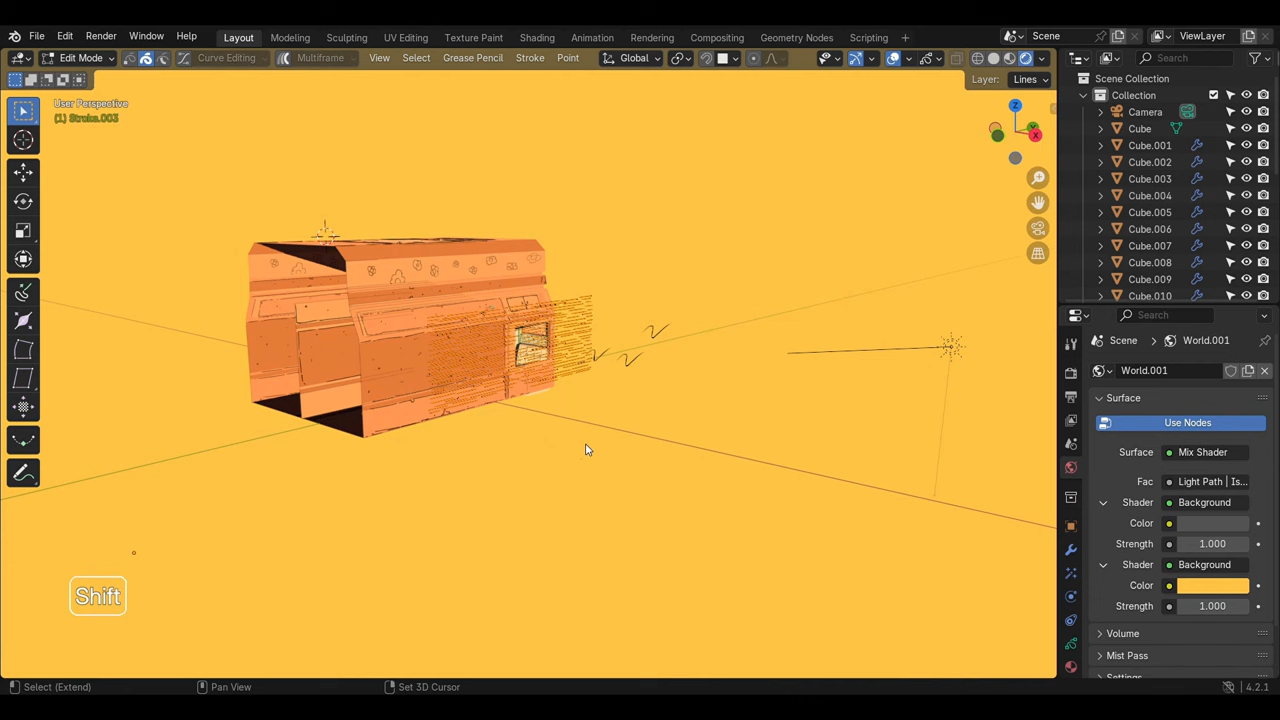 File Edit Render Window Help Layout Modeling Sculpting UV Editing Texture Paint Shading Animation Rendering Compositing Geometry Nodes Scripting Scene ViewLayer
Edit Mode Curve Editing Multiframe View Select Grease Pencil Stroke Point Global Search
Layer: Lines
User Perspective
(1) Stroke.003
Z
X
Scene Collection
Collection
Camera
Cube
Cube.001
Cube.002
Cube.003
Cube.004
Cube.005
Cube.006
Cube.007
Cube.008
Cube.009
Cube.010
Search
Scene > World.001
World.001
Surface
Use Nodes
Surface Mix Shader
Fac Light Path | Is...
Shader Background
Color
Strength 1.000
Shader Background
Color
Strength 1.000
Volume
Mist Pass
Shift
Select (Extend) Pan View Set 3D Cursor 4.2.1